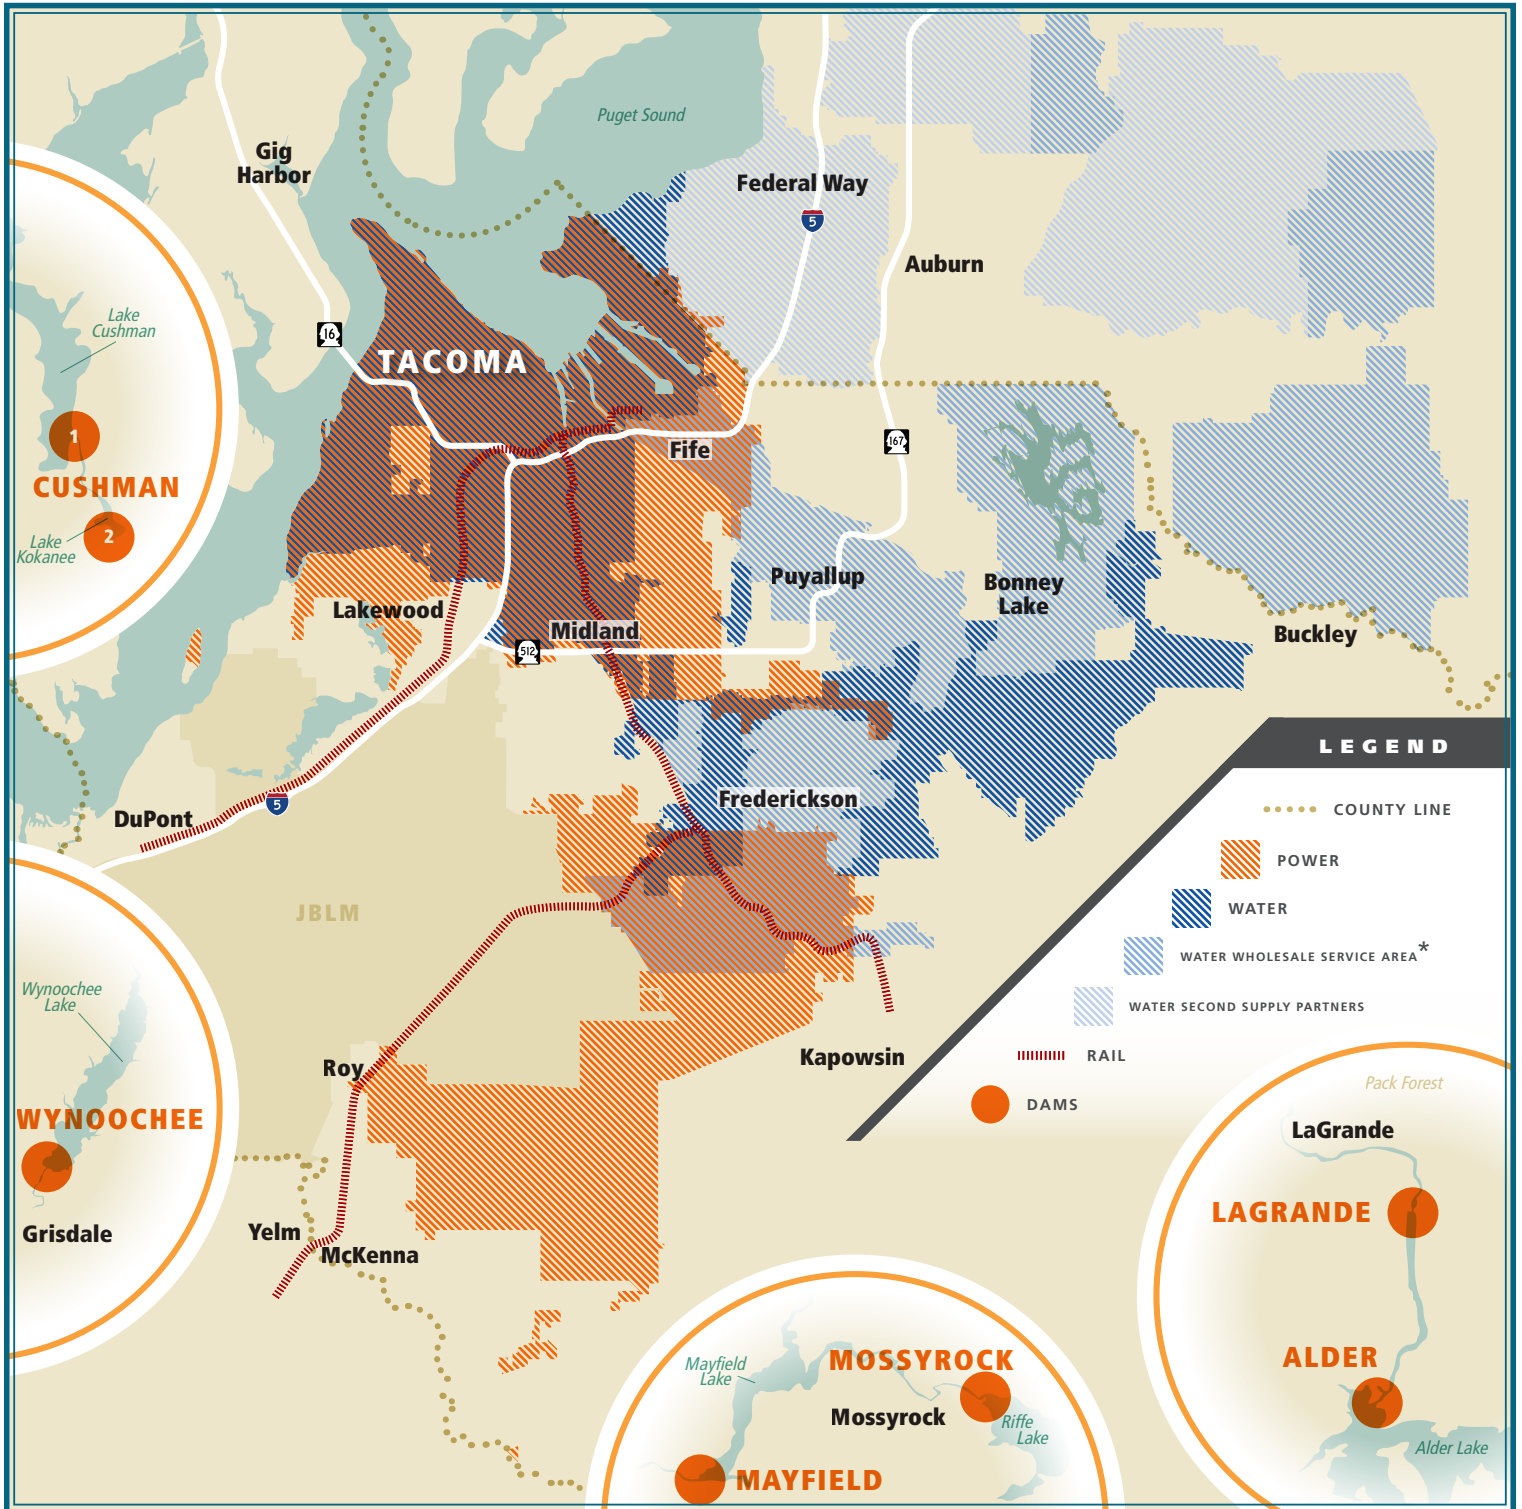 Puget Sound
Gig
Harbor
Federal Way
5
Auburn
16
TACOMA
Lake
Cushman
1
CUSHMAN
2
Lake
Kokanee
Fife
167
Puyallup
Bonney
Lake
Lakewood
Midland
512
Buckley
DuPont
5
Frederickson
JBLM
LEGEND
COUNTY LINE
POWER
WATER
WATER WHOLESALE SERVICE AREA*
WATER SECOND SUPPLY PARTNERS
RAIL
DAMS
Wynoochee
Lake
WYNOOCHEE
Grisdale
Roy
Kapowsin
Yelm
McKenna
Pack Forest
LaGrande
LAGRANDE
ALDER
Alder Lake
Mayfield
Lake
MOSSYROCK
Mossyrock
Riffe
Lake
MAYFIELD